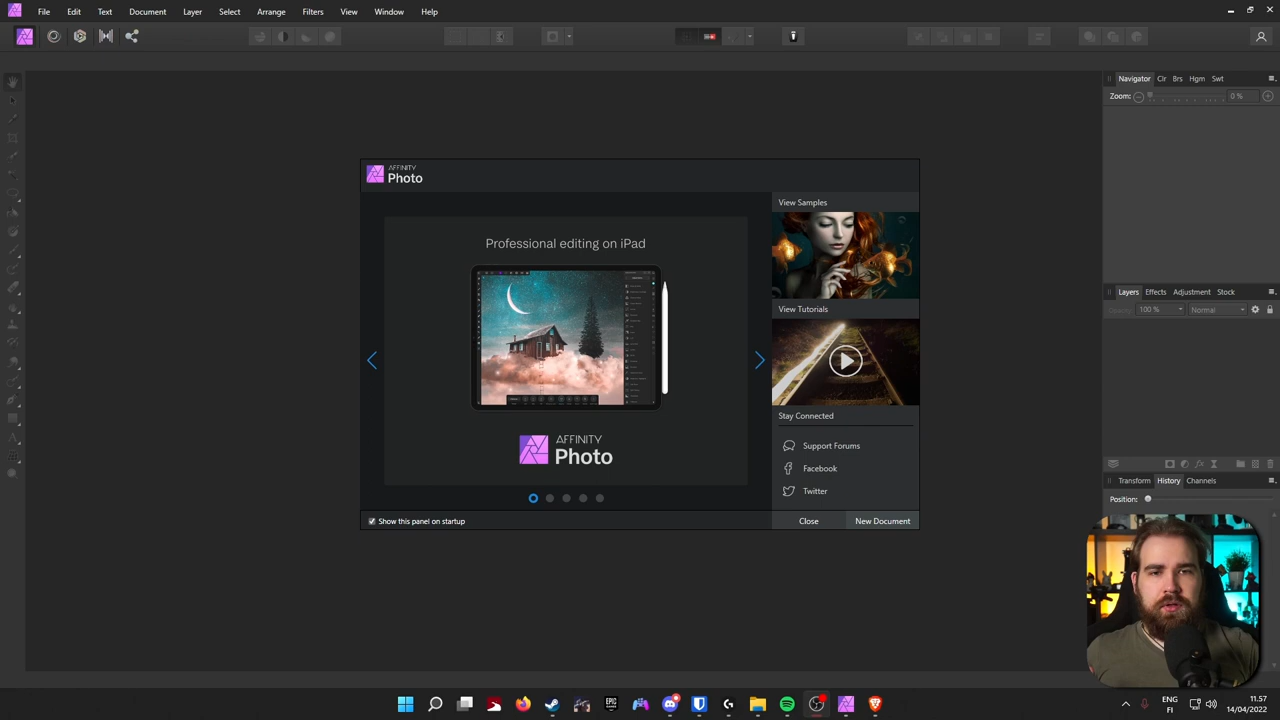 File Edit Text Document Layer Select Arrange Filters View Window Help
Navigator Clr Brs Hgm Swt
Zoom: 0 %
AFFINITY
Photo
View Samples
Professional editing on iPad
View Tutorials
AFFINITY
Photo
Stay Connected
Support Forums
Facebook
Twitter
Show this panel on startup
Close New Document
Layers Effects Adjustment Stock
Opacity: 100 % Normal
Transform History Channels
Position:
EPIC
ENG
FI
11.57
14/04/2022